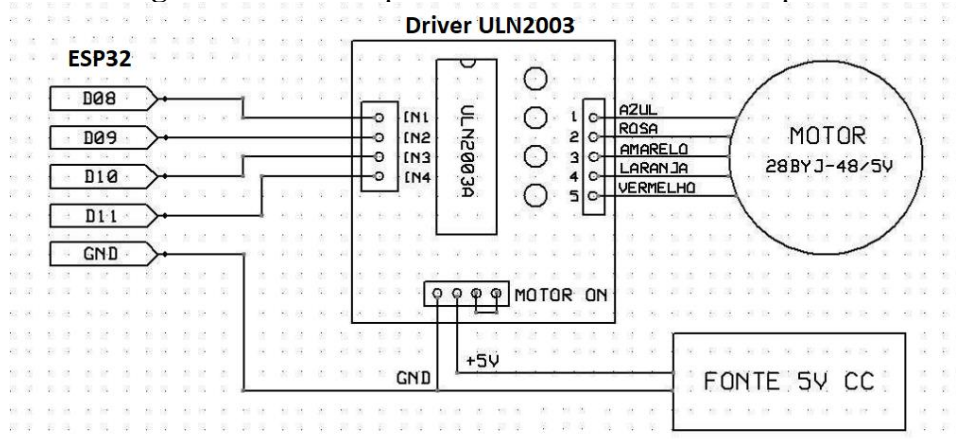 Driver ULN2003
ESP32
D08
D09
D10
D11
GND
IN1
IN2
IN3
IN4
ULN2003A
1
2
3
4
5
AZUL
ROSA
AMARELO
LARANJA
VERMELHO
MOTOR
28BYJ-48/5V
MOTOR ON
+5V
GND
FONTE 5V CC